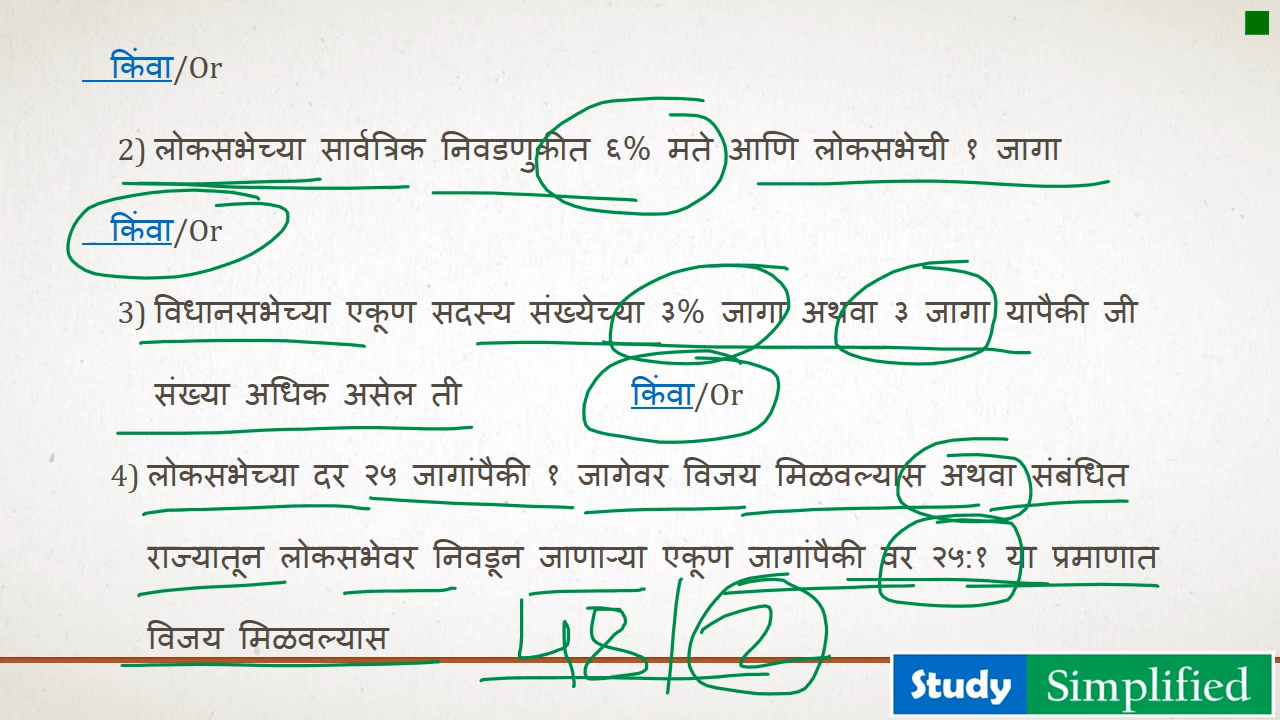 किंवा/Or
2) लोकसभेच्या सार्वत्रिक निवडणुकीत ६% मते आणि लोकसभेची १ जागा
किंवा/Or
3) विधानसभेच्या एकूण सदस्य संख्येच्या ३% जागा अथवा ३ जागा यापैकी जी
संख्या अधिक असेल ती किंवा/Or
4) लोकसभेच्या दर २५ जागांपैकी १ जागेवर विजय मिळवल्यास अथवा संबंधित
राज्यातून लोकसभेवर निवडून जाणाऱ्या एकूण जागांपैकी वर २५:१ या प्रमाणात
विजय मिळवल्यास
48 | 2
Study Simplified